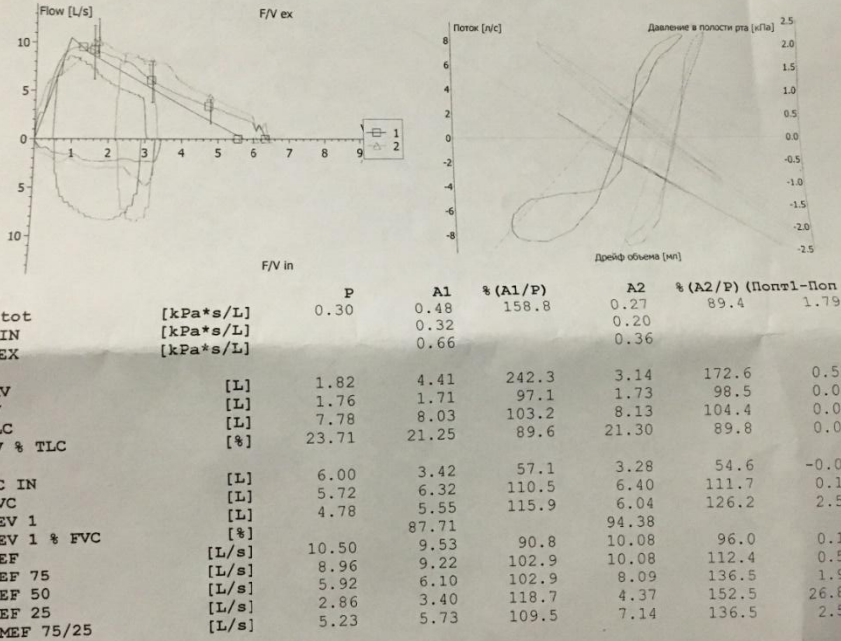 Flow [L/s]
F/V ex
10
5
0
1 2 3 4 5 6 7 8 9
5
10
1
2
F/V in
Поток [л/с]
Давление в полости рта [кПа]
8
6
4
2
0
-2
-4
-6
-8
2.5
2.0
1.5
1.0
0.5
0.0
-0.5
-1.0
-1.5
-2.0
-2.5
Дрейф объема [мл]
P A1 %(A1/P) A2 %(A2/P) (Попт1-Поп
tot [kPa*s/L] 0.30 0.48 158.8 0.27 89.4 1.79
IN [kPa*s/L] 0.32 0.20
EX [kPa*s/L] 0.66 0.36
V [L] 1.82 4.41 242.3 3.14 172.6 0.5
[L] 1.76 1.71 97.1 1.73 98.5 0.0
LC [L] 7.78 8.03 103.2 8.13 104.4 0.0
V % TLC [%] 23.71 21.25 89.6 21.30 89.8 0.0
C IN [L] 6.00 3.42 57.1 3.28 54.6 -0.0
VC [L] 5.72 6.32 110.5 6.40 111.7 0.1
EV 1 [L] 4.78 5.55 115.9 6.04 126.2 2.5
EV 1 % FVC [%] 87.71 94.38
EF [L/s] 10.50 9.53 90.8 10.08 96.0 0.1
EF 75 [L/s] 8.96 9.22 102.9 10.08 112.4 0.5
EF 50 [L/s] 5.92 6.10 102.9 8.09 136.5 1.9
EF 25 [L/s] 2.86 3.40 118.7 4.37 152.5 26.8
MEF 75/25 [L/s] 5.23 5.73 109.5 7.14 136.5 2.5